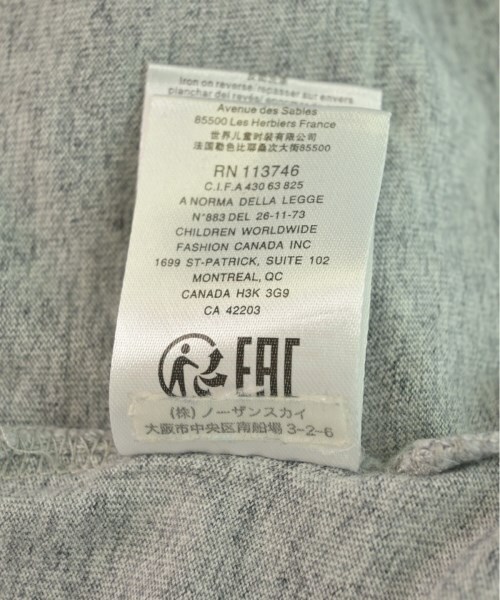 Iron on reverse/repasser sur envers
planchar del revés/
Avenue des Sables
85500 Les Herbiers France
世界儿童时装有限公司
法国勒色比耶桑次大街85500
RN 113746
C.I.F.A 430 63 825
A NORMA DELLA LEGGE
N°883 DEL 26-11-73
CHILDREN WORLDWIDE
FASHION CANADA INC
1699 ST-PATRICK, SUITE 102
MONTREAL, QC
CANADA H3K 3G9
CA 42203
EAC
(株) ノーザンスカイ
大阪市中央区南船場 3-2-6